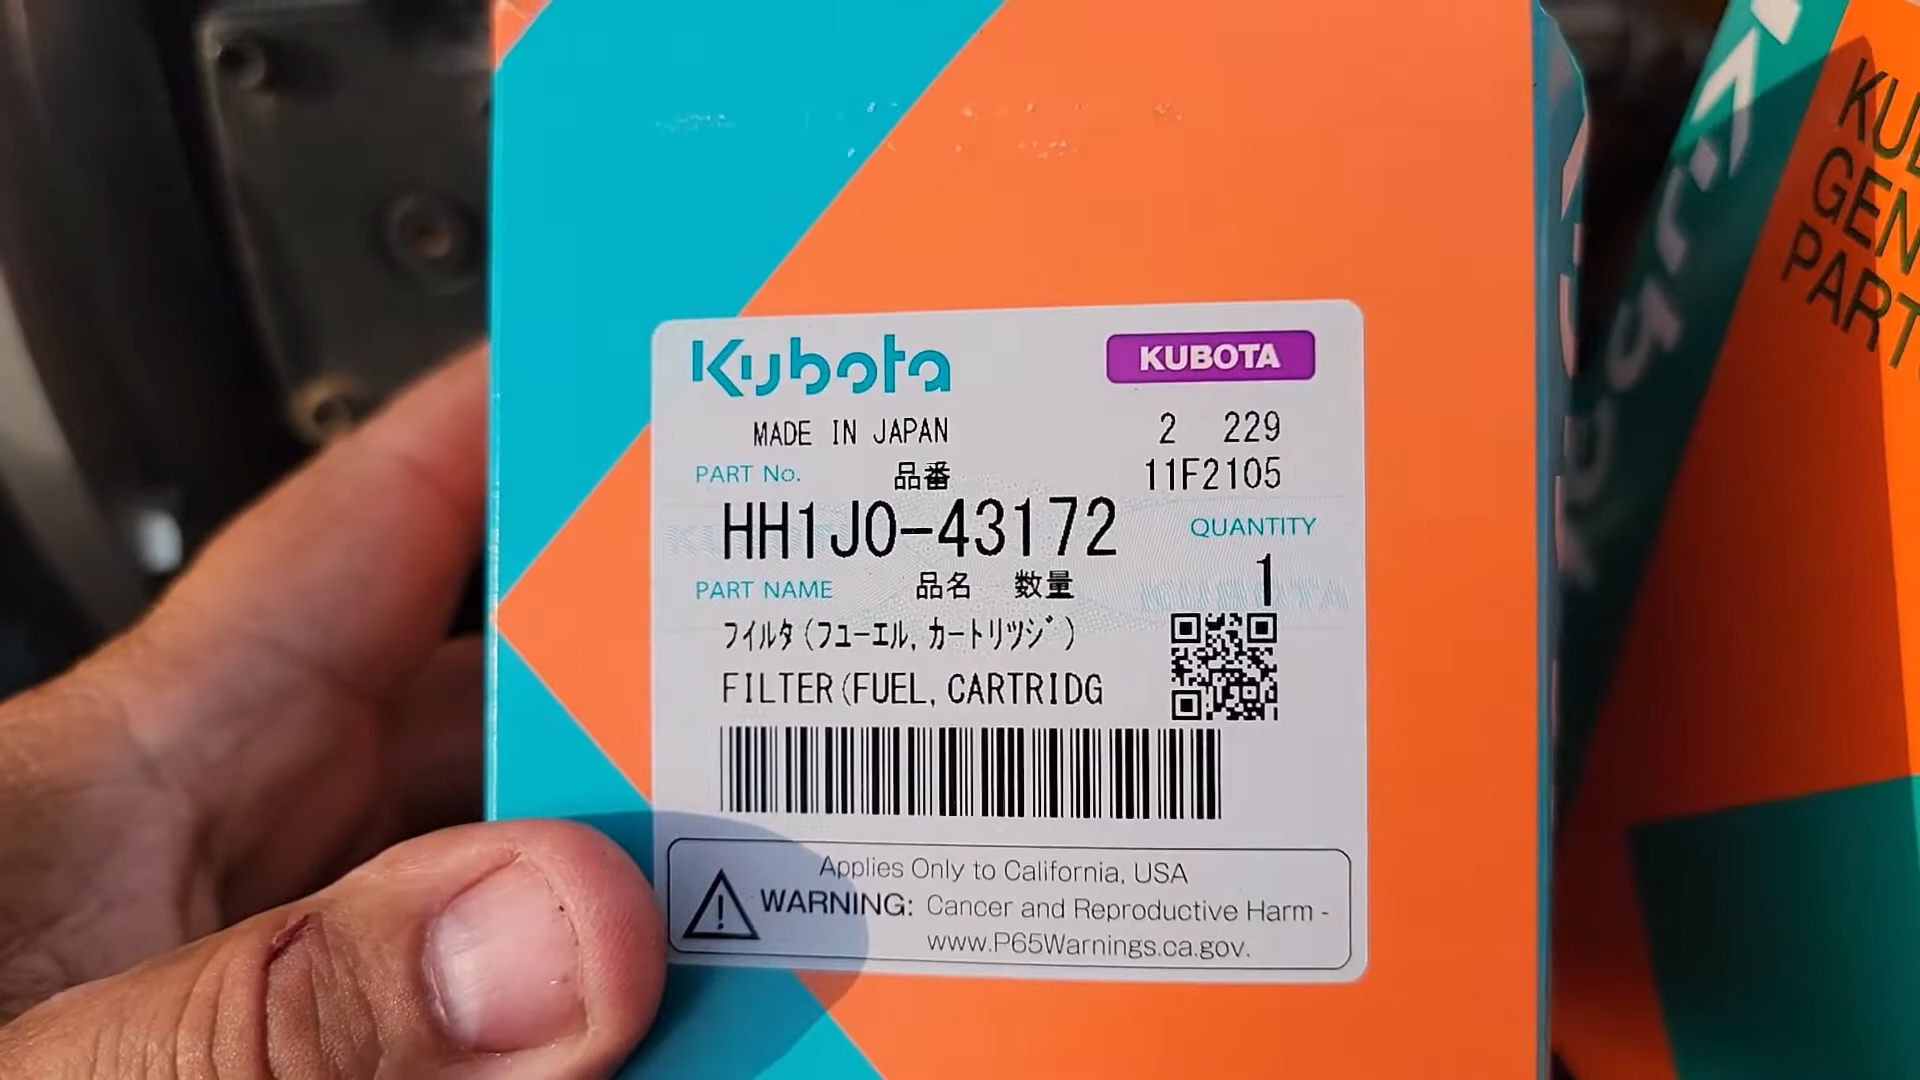 Kubota
KUBOTA
MADE IN JAPAN
2 229
PART No.
品番
11F2105
HH1J0-43172
QUANTITY
1
PART NAME
品名 数量
フィルタ(フューエル,カートリツジ)
FILTER(FUEL,CARTRIDG
Applies Only to California, USA
WARNING: Cancer and Reproductive Harm -
www.P65Warnings.ca.gov.